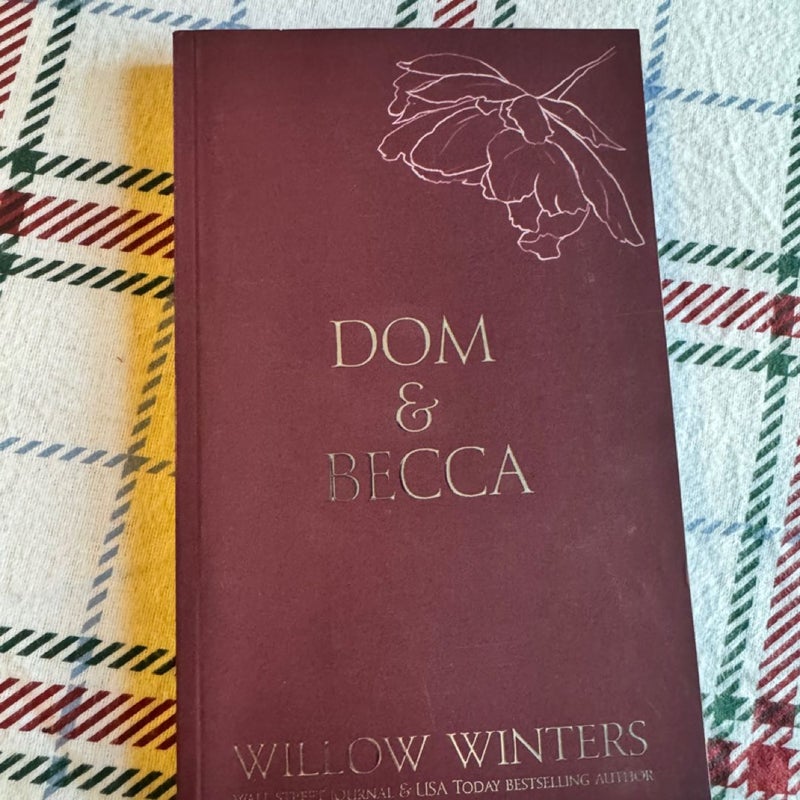 DOM
&
BECCA
WILLOW WINTERS
WALL STREET JOURNAL & USA TODAY BESTSELLING AUTHOR